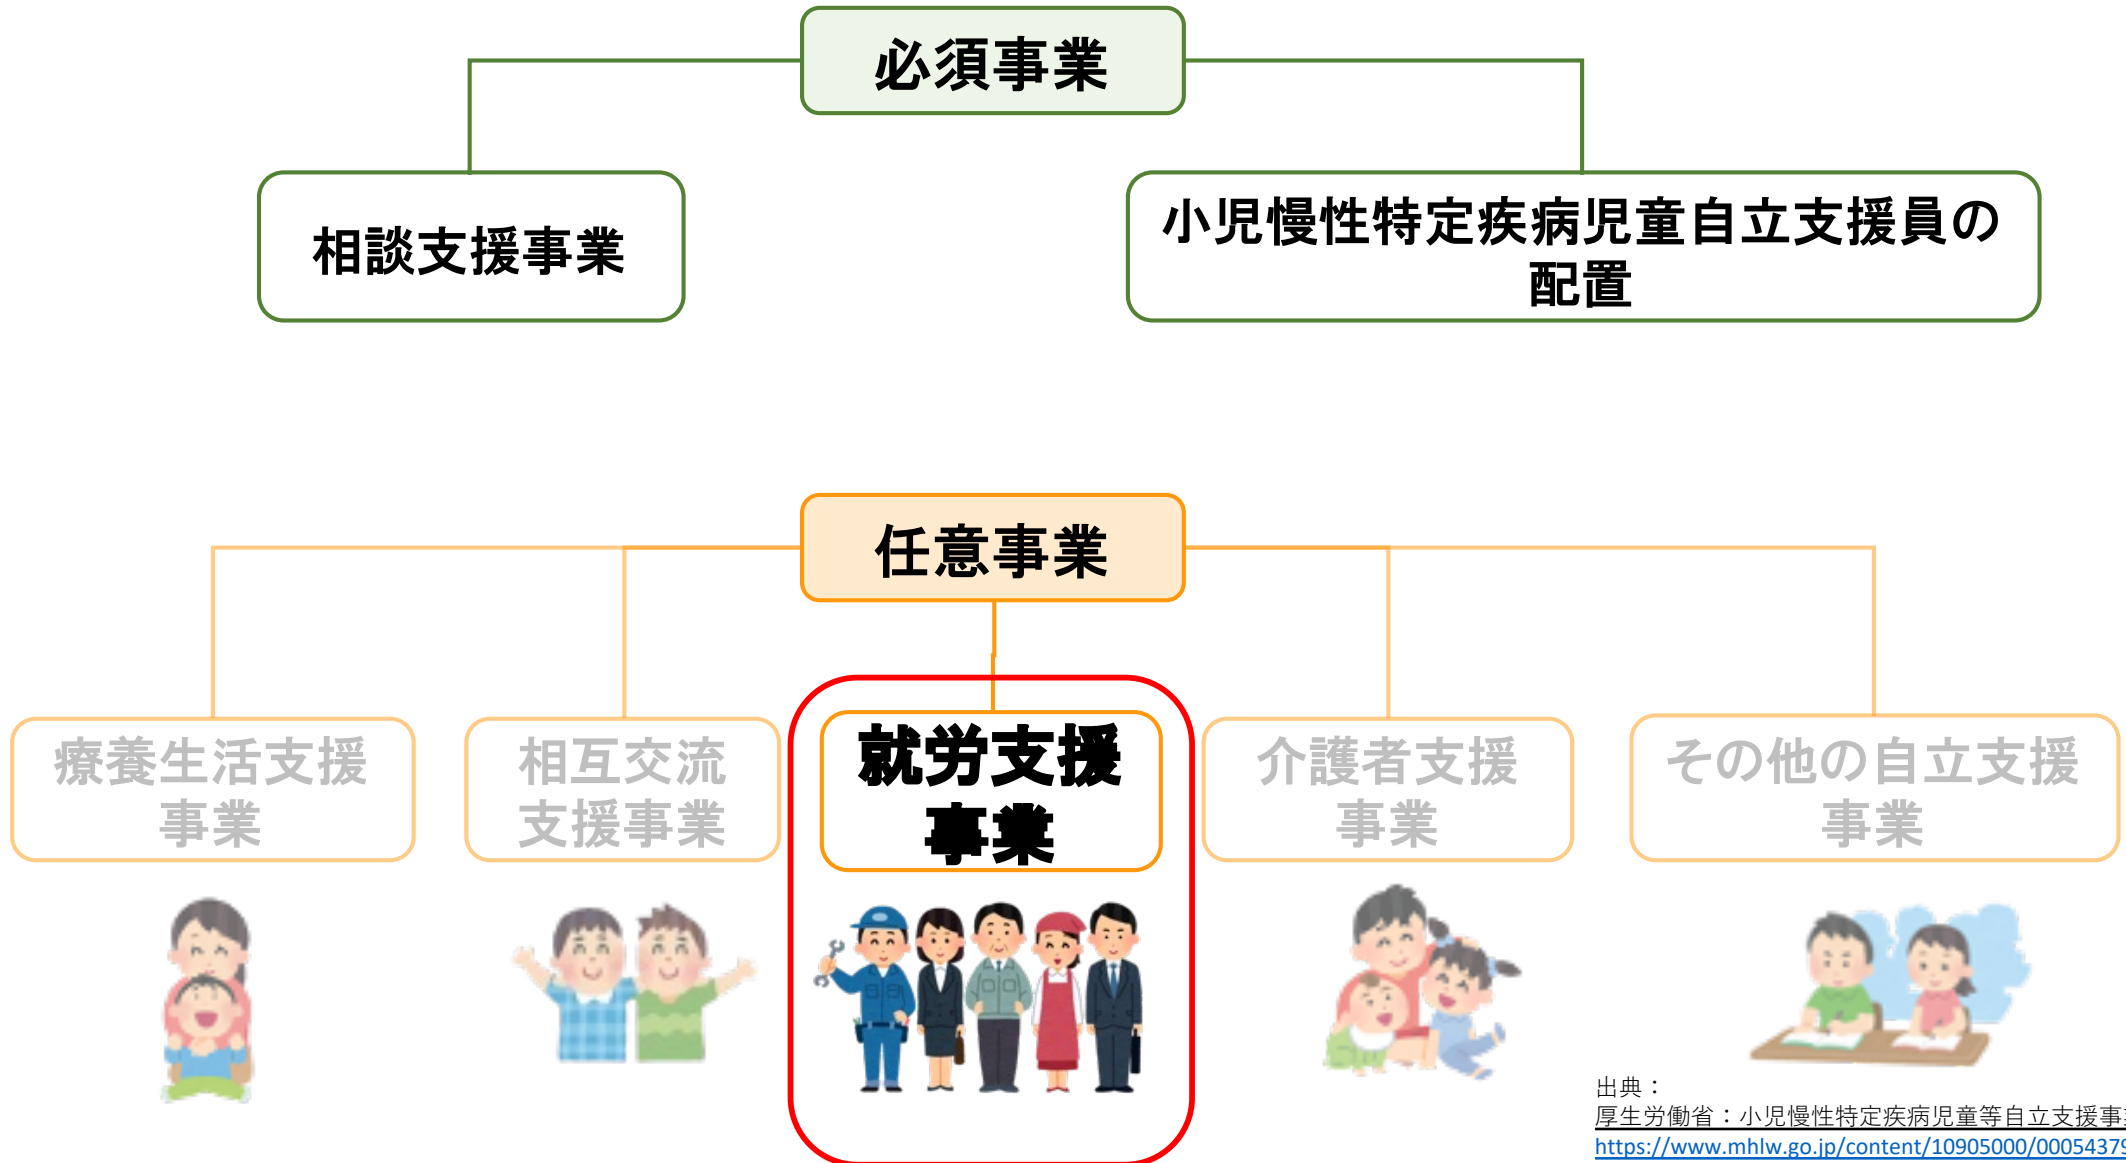 必須事業
相談支援事業
小児慢性特定疾病児童自立支援員の
配置
任意事業
療養生活支援
事業
相互交流
支援事業
就労支援
事業
介護者支援
事業
その他の自立支援
事業
出典：
厚生労働省：小児慢性特定疾病児童等自立支援事
https://www.mhlw.go.jp/content/10905000/00054379